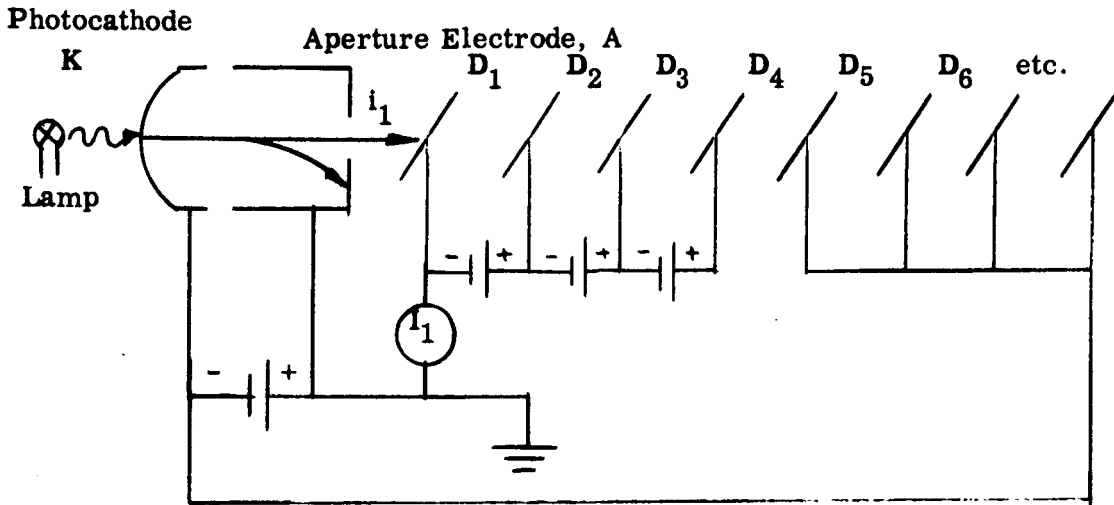 Photocathode
K
Aperture Electrode, A
D1 D2 D3 D4 D5 D6 etc.
i1
Lamp
- + - + - +
I1
- +